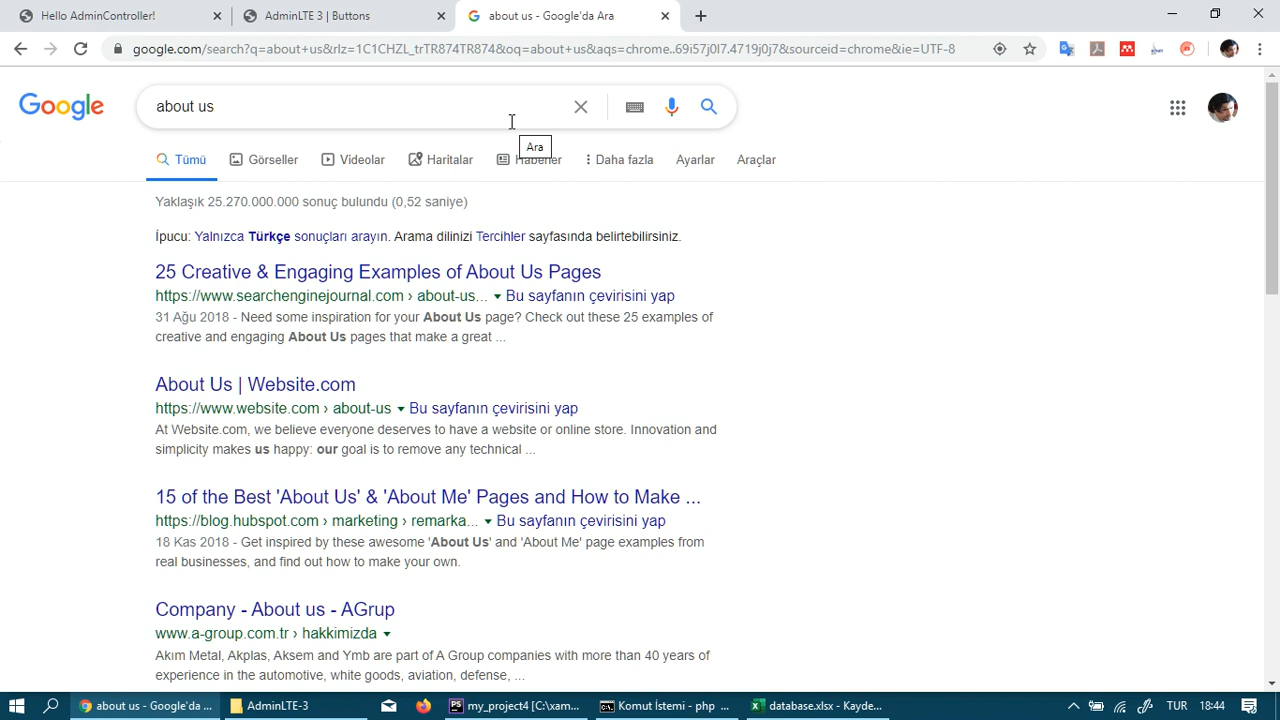 Hello AdminController!
AdminLTE 3 | Buttons
about us - Google'da Ara
google.com/search?q=about+us&rlz=1C1CHZL_trTR874TR874&oq=about+us&aqs=chrome..69i57j0l7.4719j0j7&sourceid=chrome&ie=UTF-8
Google
about us
Ara
Tümü
Görseller
Videolar
Haritalar
Haberler
Daha fazla
Ayarlar
Araçlar
Yaklaşık 25.270.000.000 sonuç bulundu (0,52 saniye)
İpucu: Yalnızca Türkçe sonuçları arayın. Arama dilinizi Tercihler sayfasında belirtebilirsiniz.
25 Creative & Engaging Examples of About Us Pages
https://www.searchenginejournal.com › about-us... Bu sayfanın çevirisini yap
31 Ağu 2018 - Need some inspiration for your About Us page? Check out these 25 examples of
creative and engaging About Us pages that make a great ...
About Us | Website.com
https://www.website.com › about-us Bu sayfanın çevirisini yap
At Website.com, we believe everyone deserves to have a website or online store. Innovation and
simplicity makes us happy: our goal is to remove any technical ...
15 of the Best 'About Us' & 'About Me' Pages and How to Make ...
https://blog.hubspot.com › marketing › remarka... Bu sayfanın çevirisini yap
18 Kas 2018 - Get inspired by these awesome 'About Us' and 'About Me' page examples from
real businesses, and find out how to make your own.
Company - About us - AGrup
www.a-group.com.tr › hakkimizda
Akım Metal, Akplas, Aksem and Ymb are part of A Group companies with more than 40 years of
experience in the automotive, white goods, aviation, defense, ...
about us - Google'da ...
AdminLTE-3
my_project4 [C:\xam...
Komut İstemi - php ...
database.xlsx - Kayde...
TUR
18:44